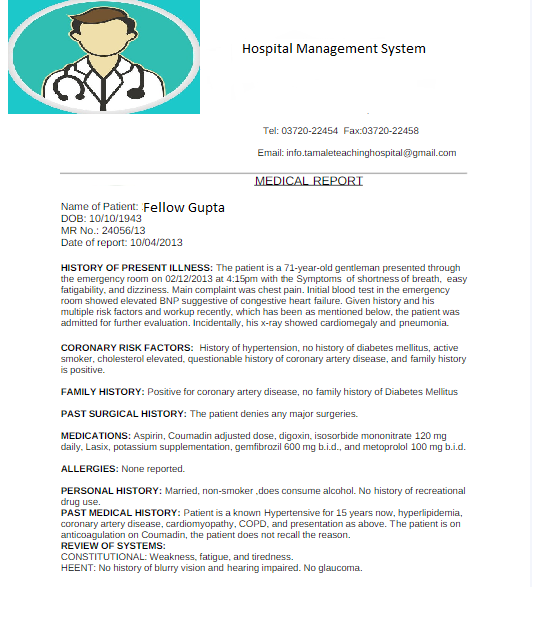 Hospital Management System
Tel: 03720-22454  Fax:03720-22458
Email: info.tamaleteachinghospital@gmail.com
MEDICAL REPORT
Name of Patient: Fellow Gupta
DOB: 10/10/1943
MR No.: 24056/13
Date of report: 10/04/2013
HISTORY OF PRESENT ILLNESS: The patient is a 71-year-old gentleman presented through
the emergency room on 02/12/2013 at 4:15pm with the Symptoms of shortness of breath, easy
fatigability, and dizziness. Main complaint was chest pain. Initial blood test in the emergency
room showed elevated BNP suggestive of congestive heart failure. Given history and his
multiple risk factors and workup recently, which has been as mentioned below, the patient was
admitted for further evaluation. Incidentally, his x-ray showed cardiomegaly and pneumonia.
CORONARY RISK FACTORS: History of hypertension, no history of diabetes mellitus, active
smoker, cholesterol elevated, questionable history of coronary artery disease, and family history
is positive.
FAMILY HISTORY: Positive for coronary artery disease, no family history of Diabetes Mellitus
PAST SURGICAL HISTORY: The patient denies any major surgeries.
MEDICATIONS: Aspirin, Coumadin adjusted dose, digoxin, isosorbide mononitrate 120 mg
daily, Lasix, potassium supplementation, gemfibrozil 600 mg b.i.d., and metoprolol 100 mg b.i.d.
ALLERGIES: None reported.
PERSONAL HISTORY: Married, non-smoker ,does consume alcohol. No history of recreational
drug use.
PAST MEDICAL HISTORY: Patient is a known Hypertensive for 15 years now, hyperlipidemia,
coronary artery disease, cardiomyopathy, COPD, and presentation as above. The patient is on
anticoagulation on Coumadin, the patient does not recall the reason.
REVIEW OF SYSTEMS:
CONSTITUTIONAL: Weakness, fatigue, and tiredness.
HEENT: No history of blurry vision and hearing impaired. No glaucoma.